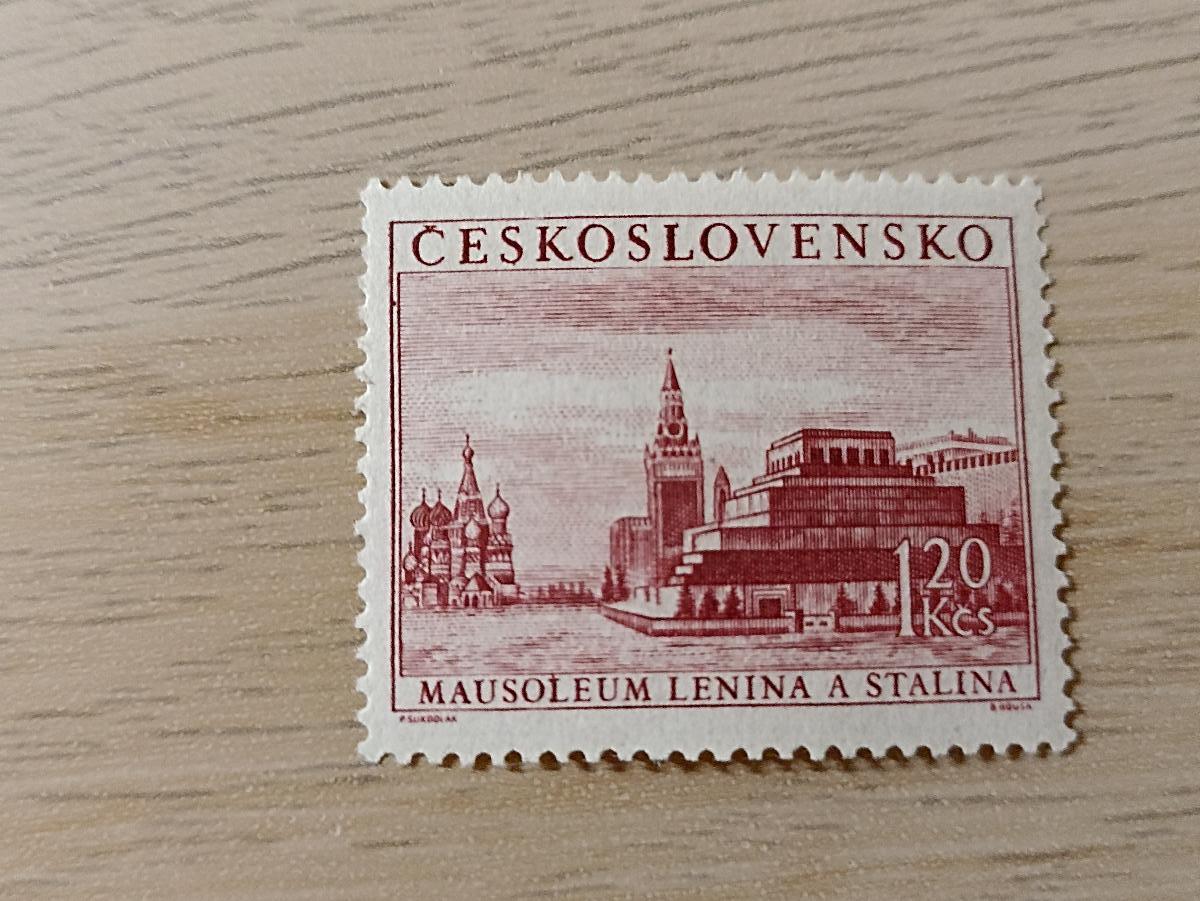 ČESKOSLOVENSKO
1 20
Kčs
MAUSOLEUM LENINA A STALINA